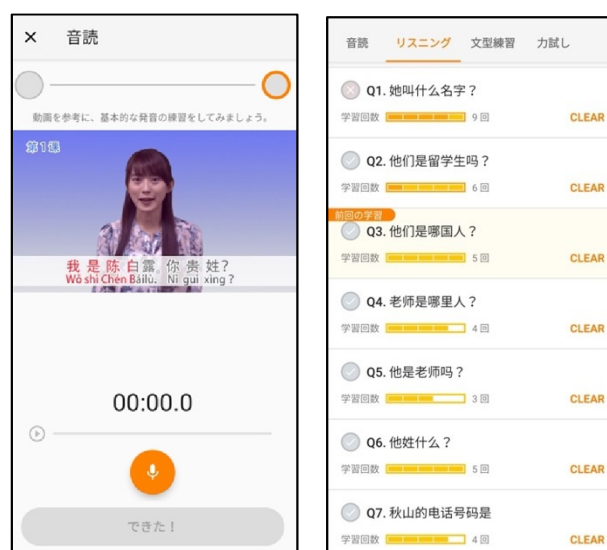 × 音読
動画を参考に、基本的な発音の練習をしてみましょう。
第1課
我是陈白露。你贵姓?
Wǒ shì Chén Báilù. Nǐ guì xìng ?
00:00.0
できた！
音読 リスニング 文型練習 力試し
Q1. 她叫什么名字？
学習回数 9回 CLEAR
Q2. 他们是留学生吗？
学習回数 6回 CLEAR
前回の学習
Q3. 他们是哪国人？
学習回数 5回 CLEAR
Q4. 老师是哪里人？
学習回数 4回 CLEAR
Q5. 他是老师吗？
学習回数 3回 CLEAR
Q6. 他姓什么？
学習回数 5回 CLEAR
Q7. 秋山的电话号码是
学習回数 4回 CLEAR